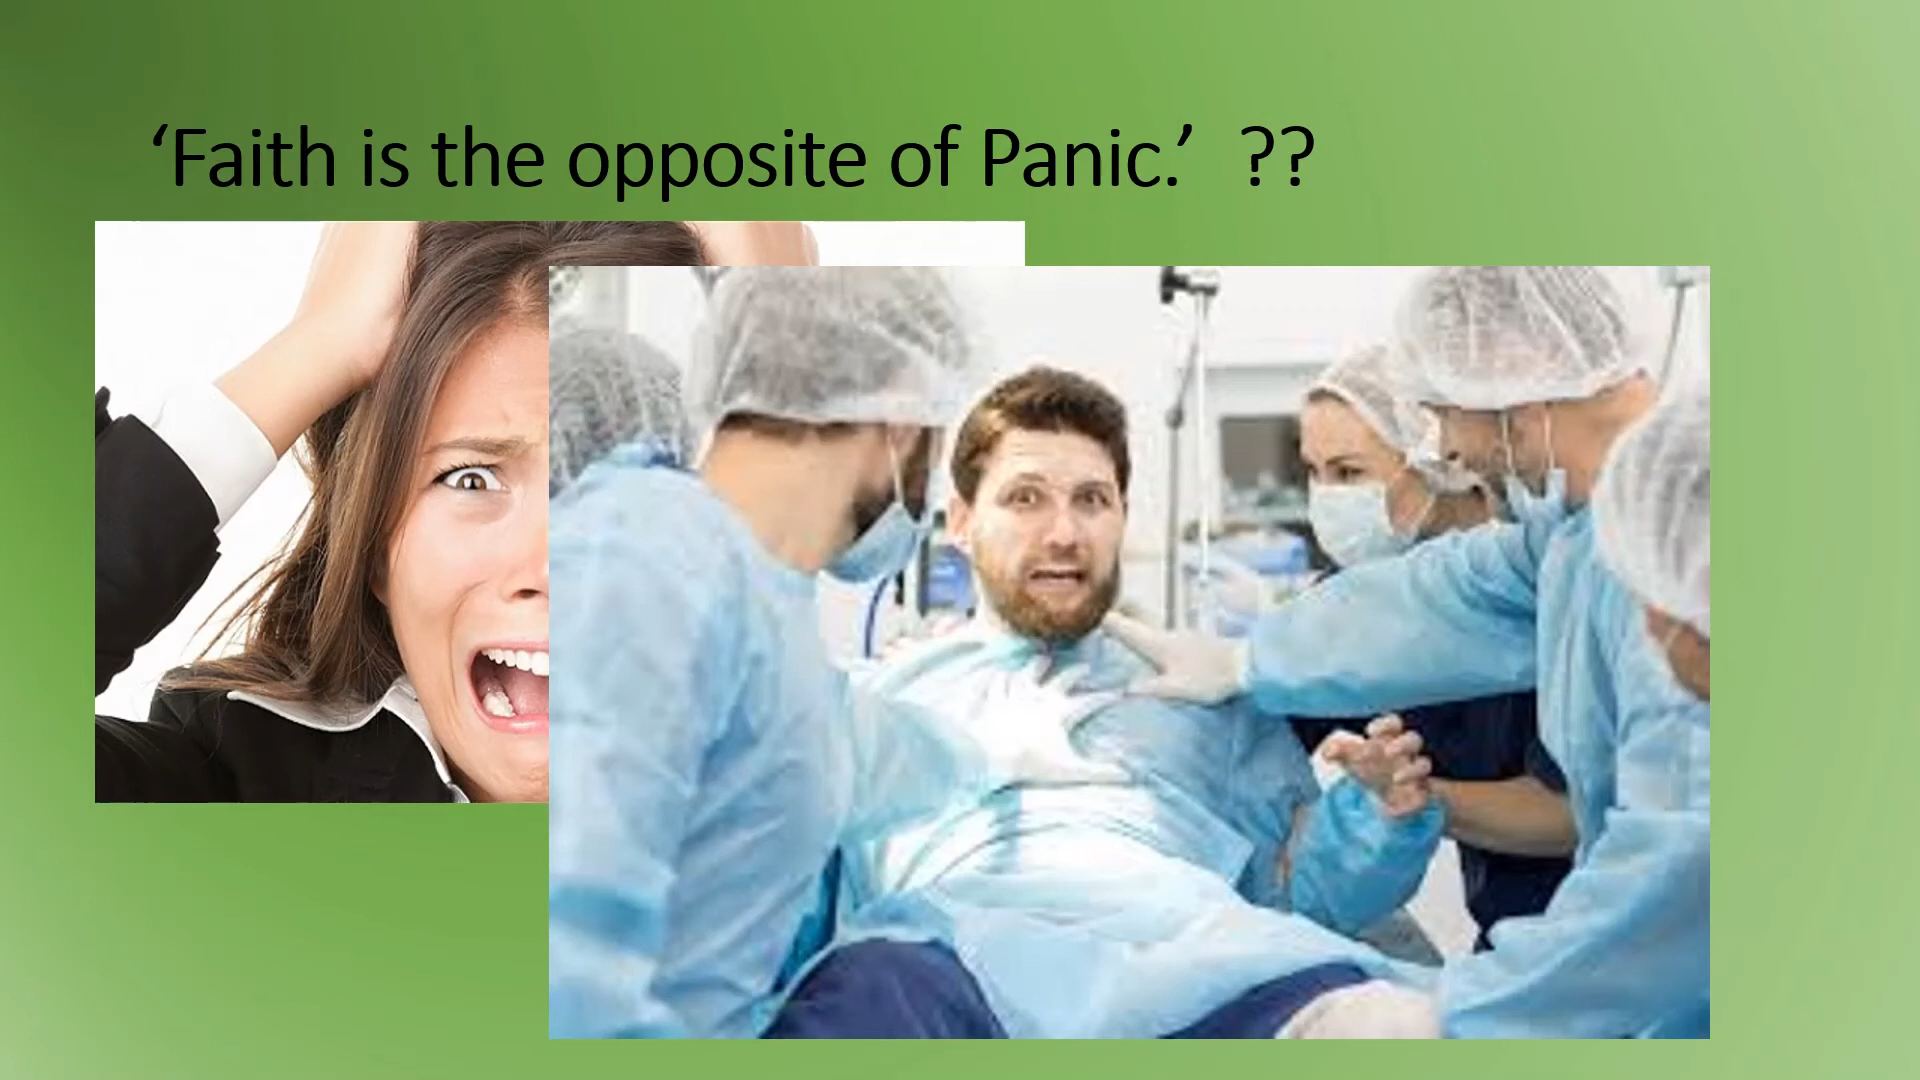 ‘Faith is the opposite of Panic.’ ??